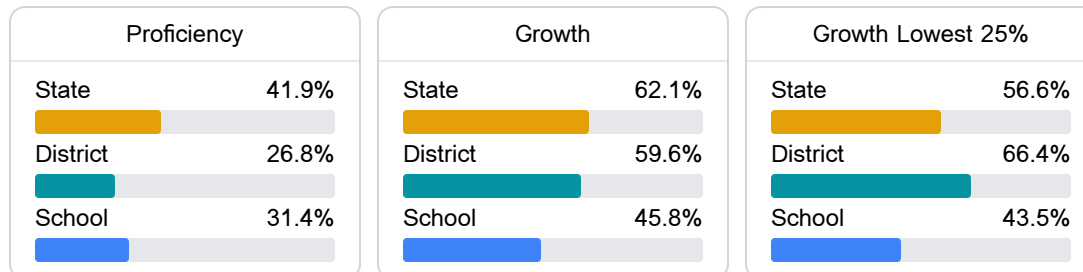 Proficiency
State 41.9%
District 26.8%
School 31.4%
Growth
State 62.1%
District 59.6%
School 45.8%
Growth Lowest 25%
State 56.6%
District 66.4%
School 43.5%